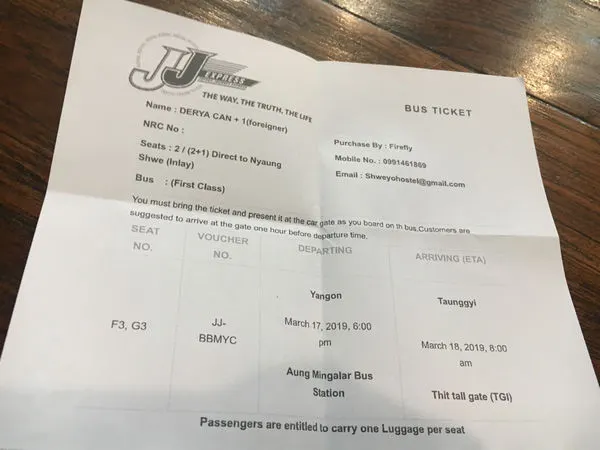 JJ
EXPRESS
THE WAY, THE TRUTH, THE LIFE
BUS TICKET
Name : DERYA CAN + 1(foreigner)
NRC No :
Seats : 2 / (2+1) Direct to Nyaung
Shwe (Inlay)
Bus : (First Class)
Purchase By : Firefly
Mobile No. : 0991461869
Email : Shweyohostel@gmail.com
You must bring the ticket and present it at the car gate as you board on th bus,Customers are
suggested to arrive at the gate one hour before departure time.
SEAT
NO.
VOUCHER
NO.
DEPARTING
ARRIVING (ETA)
F3, G3
JJ-
BBMYC
Yangon
March 17, 2019, 6:00
pm
Aung Mingalar Bus
Station
Taunggyi
March 18, 2019, 8:00
am
Thit tall gate (TGI)
Passengers are entitled to carry one Luggage per seat